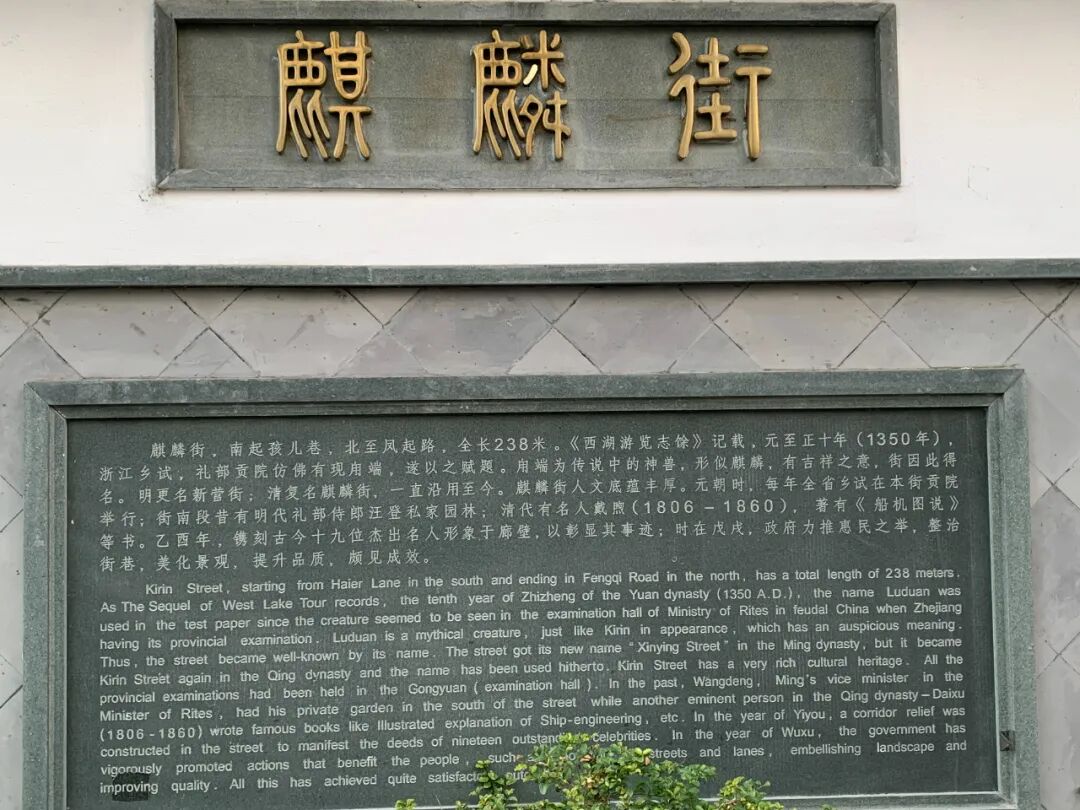 麒麟街
麒麟街，南起孩儿巷，北至凤起路，全长238米。《西湖游览志馀》记载，元至正十年（1350年），
浙江乡试，礼部贡院仿佛有现甪端，遂以之赋题。甪端为传说中的神兽，形似麒麟，有吉祥之意，街因此得
名。明更名新营街；清复名麒麟街，一直沿用至今。麒麟街人文底蕴丰厚。元朝时，每年全省乡试在本街贡院
举行；街南段昔有明代礼部侍郎汪登私家园林；清代有名人戴煦（1806－1860），著有《船机图说》
等书。乙酉年，镌刻古今十九位杰出名人形象于廊壁，以彰显其事迹；时在戊戌，政府力推惠民之举，整治
街巷，美化景观，提升品质，颇见成效。
Kirin Street, starting from Haier Lane in the south and ending in Fengqi Road in the north, has a total length of 238 meters.
As The Sequel of West Lake Tour records, the tenth year of Zhizheng of the Yuan dynasty (1350 A.D.), the name Luduan was
used in the test paper since the creature seemed to be seen in the examination hall of Ministry of Rites in feudal China when Zhejiang
having its provincial examination. Luduan is a mythical creature, just like Kirin in appearance, which has an auspicious meaning.
Thus, the street became well-known by its name. The street got its new name "Xinying Street" in the Ming dynasty, but it became
Kirin Street again in the Qing dynasty and the name has been used hitherto. Kirin Street has a very rich cultural heritage. All the
provincial examinations had been held in the Gongyuan (examination hall). In the past, Wangdeng, Ming's vice minister in the
Minister of Rites, had his private garden in the south of the street while another eminent person in the Qing dynasty－Daixu
(1806-1860) wrote famous books like Illustrated explanation of Ship-engineering, etc. In the year of Yiyou, a corridor relief was
constructed in the street to manifest the deeds of nineteen outstanding celebrities. In the year of Wuxu, the government has
vigorously promoted actions that benefit the people, such streets and lanes, embellishing landscape and
improving quality. All this has achieved quite satisfactory